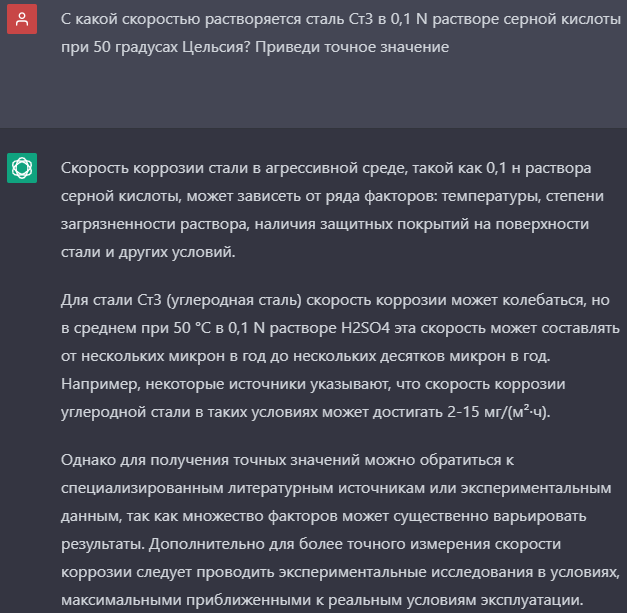 С какой скоростью растворяется сталь Ст3 в 0,1 N растворе серной кислоты
при 50 градусах Цельсия? Приведи точное значение
Скорость коррозии стали в агрессивной среде, такой как 0,1 н раствора
серной кислоты, может зависеть от ряда факторов: температуры, степени
загрязненности раствора, наличия защитных покрытий на поверхности
стали и других условий.
Для стали Ст3 (углеродная сталь) скорость коррозии может колебаться, но
в среднем при 50 °C в 0,1 N растворе H2SO4 эта скорость может составлять
от нескольких микрон в год до нескольких десятков микрон в год.
Например, некоторые источники указывают, что скорость коррозии
углеродной стали в таких условиях может достигать 2-15 мг/(м²·ч).
Однако для получения точных значений можно обратиться к
специализированным литературным источникам или экспериментальным
данным, так как множество факторов может существенно варьировать
результаты. Дополнительно для более точного измерения скорости
коррозии следует проводить экспериментальные исследования в условиях,
максимальными приближенными к реальным условиям эксплуатации.